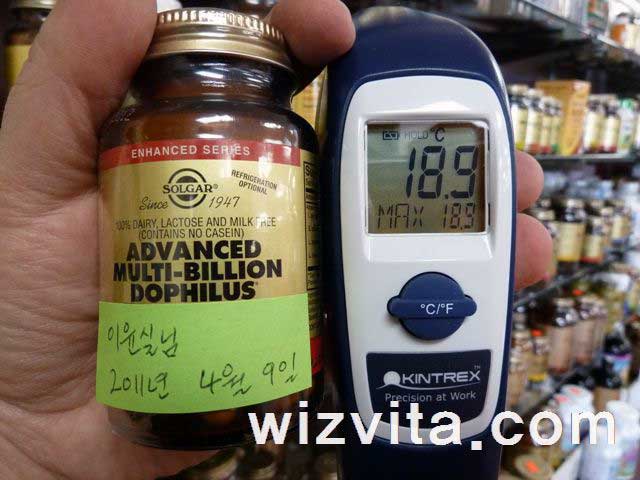 ENHANCED SERIES
SOLGAR®
Since 1947
REFRIGERATION
OPTIONAL
100% DAIRY, LACTOSE AND MILK FREE
(CONTAINS NO CASEIN)
ADVANCED
MULTI-BILLION
DOPHILUS®
이윤실님
2011년 4월 9일
HOLD °C
18.9
MAX 18.9
°C/°F
KINTREX™
Precision at Work
wizvita.com